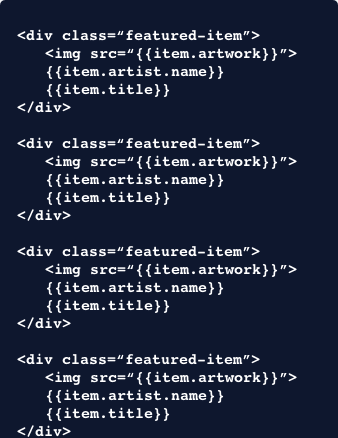 <div class=“featured-item”>
<img src=“{{item.artwork}}”>
{{item.artist.name}}
{{item.title}}
</div>
<div class=“featured-item”>
<img src=“{{item.artwork}}”>
{{item.artist.name}}
{{item.title}}
</div>
<div class=“featured-item”>
<img src=“{{item.artwork}}”>
{{item.artist.name}}
{{item.title}}
</div>
<div class=“featured-item”>
<img src=“{{item.artwork}}”>
{{item.artist.name}}
{{item.title}}
</div>